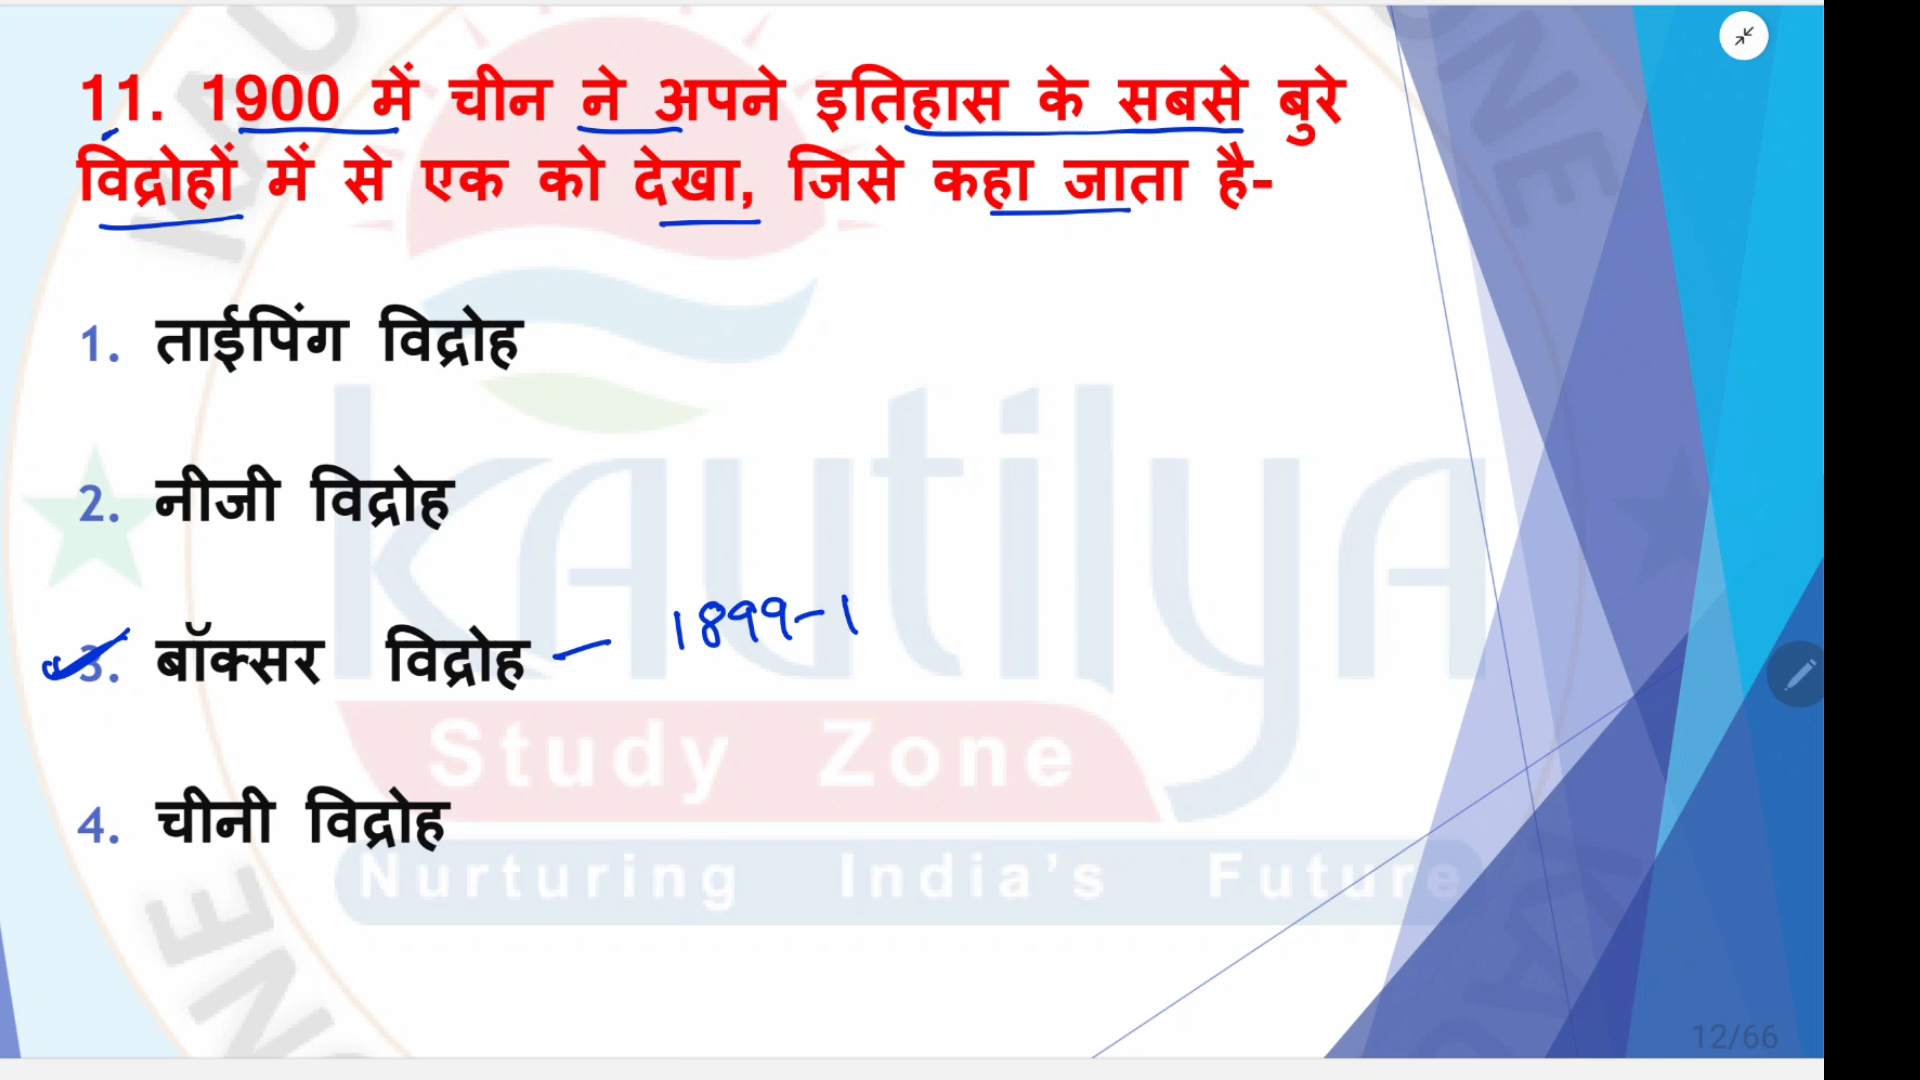 11. 1900 में चीन ने अपने इतिहास के सबसे बुरे
विद्रोहों में से एक को देखा, जिसे कहा जाता है-
1. ताईपिंग विद्रोह
2. नीजी विद्रोह
3. बॉक्सर विद्रोह – 1899-1
4. चीनी विद्रोह
KAutilyA
Study Zone
Nurturing India's Future
12/66